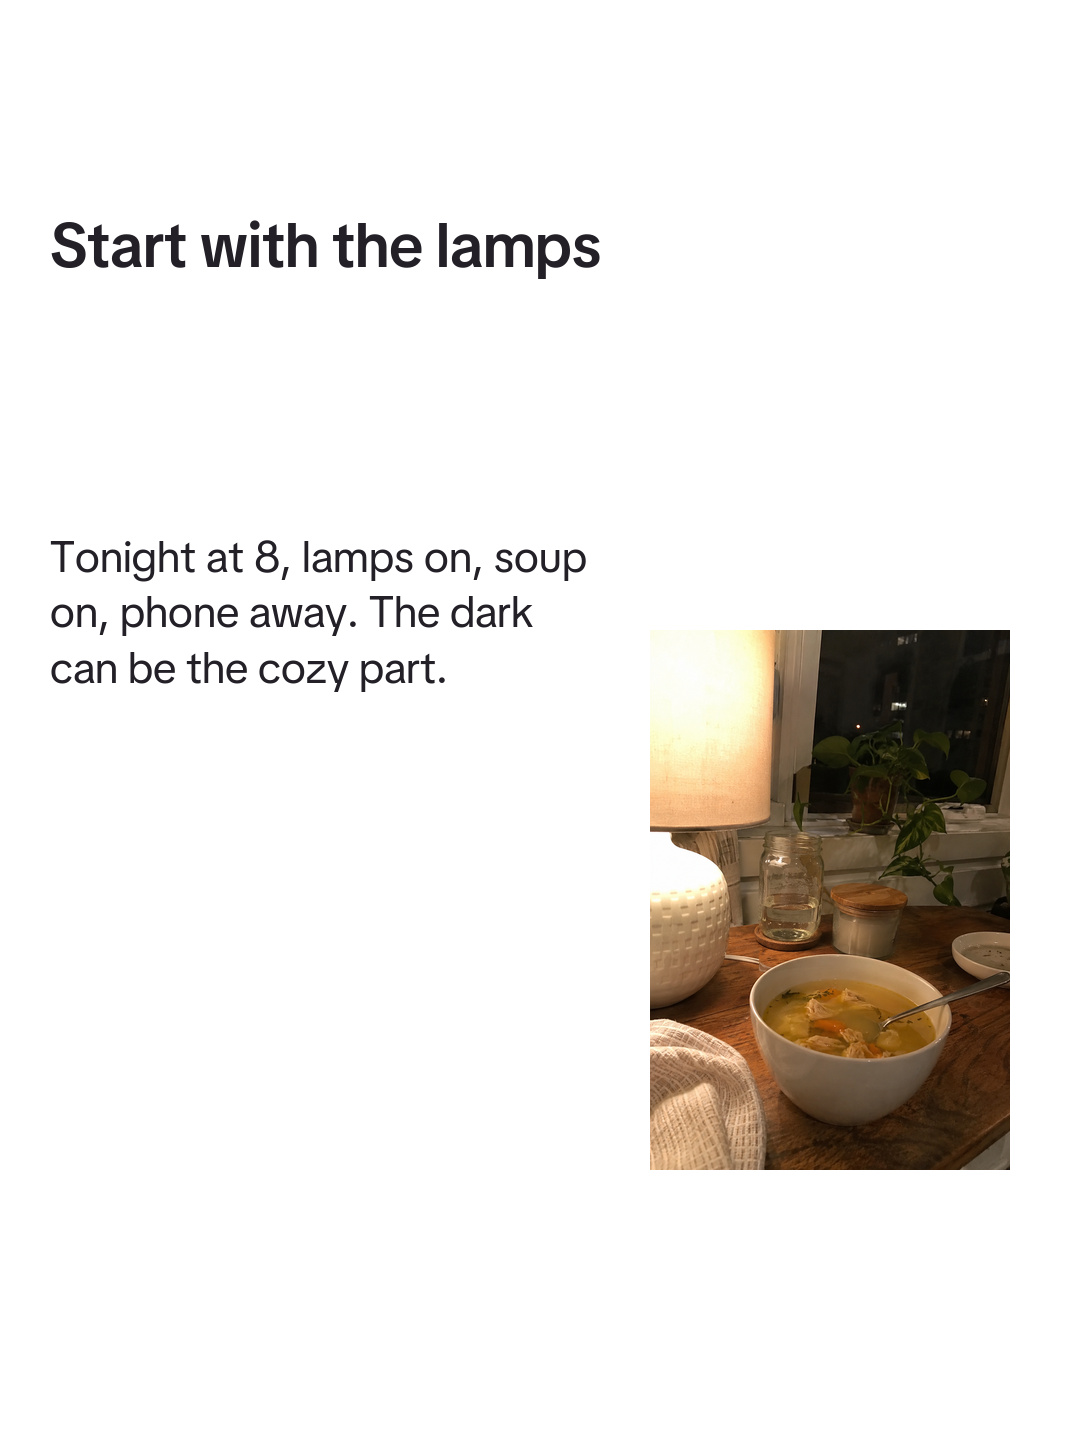 Start with the lamps
Tonight at 8, lamps on, soup
on, phone away. The dark
can be the cozy part.